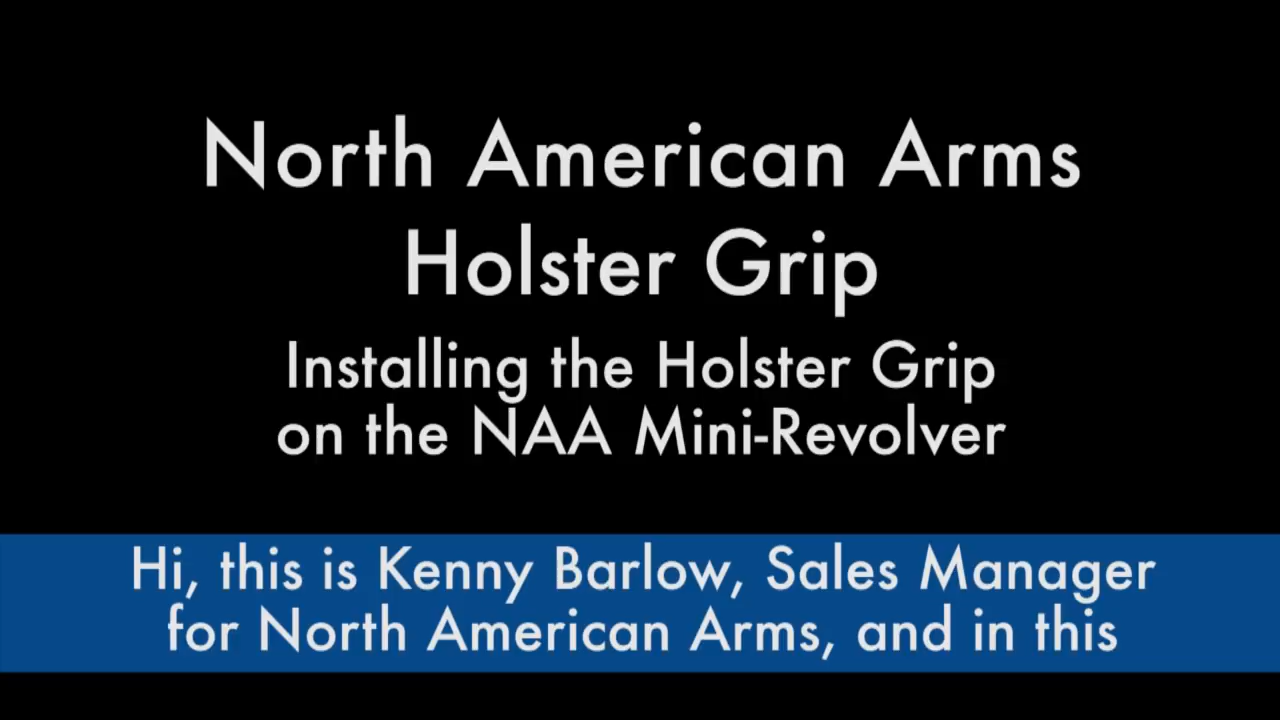 North American Arms
Holster Grip
Installing the Holster Grip
on the NAA Mini-Revolver
Hi, this is Kenny Barlow, Sales Manager
for North American Arms, and in this